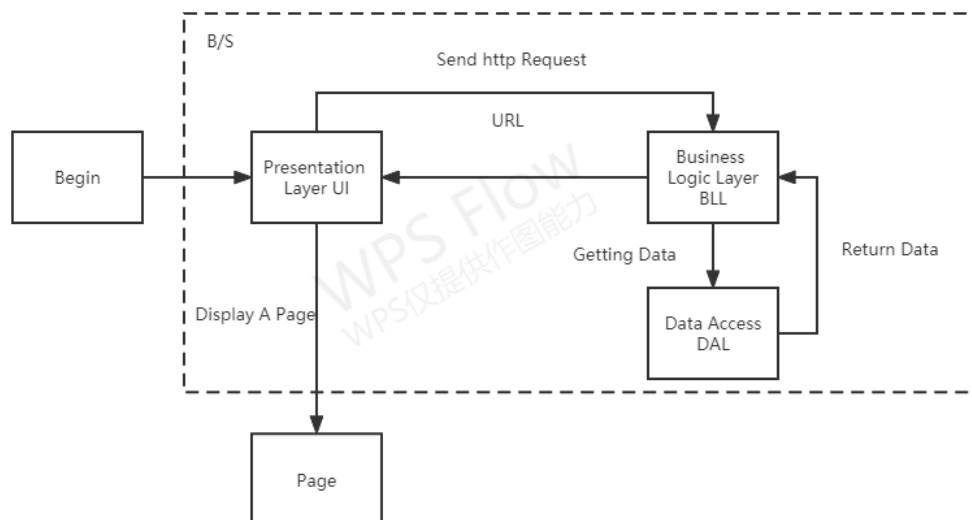 B/S
Send http Request
URL
Begin
Presentation
Layer UI
Business
Logic Layer
BLL
WPS Flow
WPS仅提供作图能力
Getting Data
Return Data
Display A Page
Data Access
DAL
Page